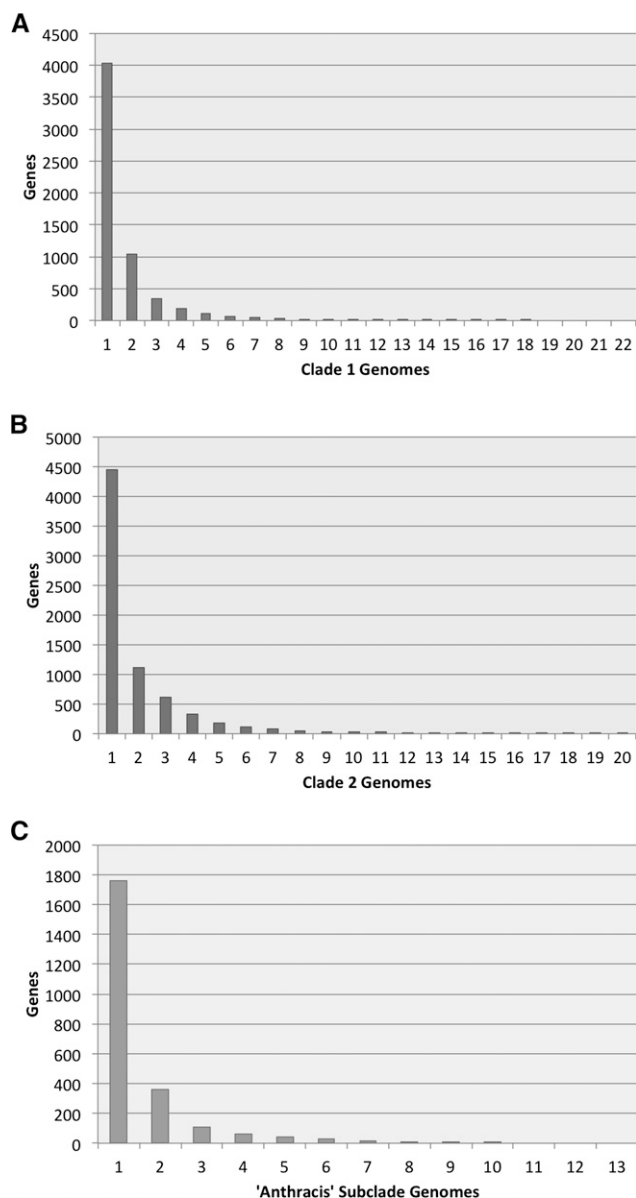 A
4500
4000
3500
3000
2500
2000
1500
1000
500
0
Genes
1 2 3 4 5 6 7 8 9 10 11 12 13 14 15 16 17 18 19 20 21 22
Clade 1 Genomes
B
5000
4500
4000
3500
3000
2500
2000
1500
1000
500
0
Genes
1 2 3 4 5 6 7 8 9 10 11 12 13 14 15 16 17 18 19 20
Clade 2 Genomes
C
2000
1800
1600
1400
1200
1000
800
600
400
200
0
Genes
1 2 3 4 5 6 7 8 9 10 11 12 13
'Anthracis' Subclade Genomes